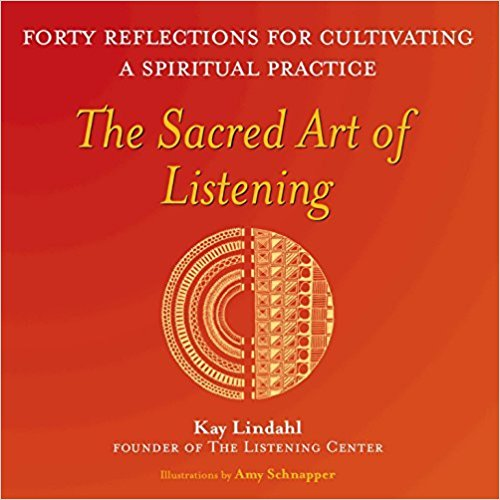 FORTY REFLECTIONS FOR CULTIVATING
A SPIRITUAL PRACTICE
The Sacred Art of
Listening
Kay Lindahl
FOUNDER OF THE LISTENING CENTER
Illustrations by Amy Schnapper